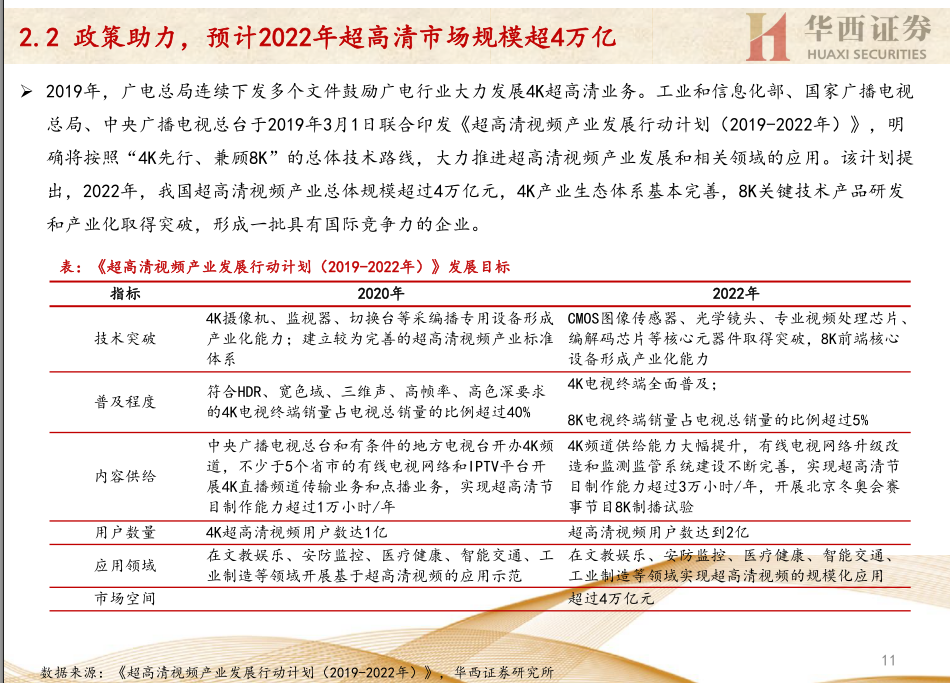 2.2 政策助力，预计2022年超高清市场规模超4万亿
华西证券
HUAXI SECURITIES
➢ 2019年，广电总局连续下发多个文件鼓励广电行业大力发展4K超高清业务。工业和信息化部、国家广播电视
总局、中央广播电视总台于2019年3月1日联合印发《超高清视频产业发展行动计划（2019-2022年）》，明
确将按照“4K先行、兼顾8K”的总体技术路线，大力推进超高清视频产业发展和相关领域的应用。该计划提
出，2022年，我国超高清视频产业总体规模超过4万亿元，4K产业生态体系基本完善，8K关键技术产品研发
和产业化取得突破，形成一批具有国际竞争力的企业。
表：《超高清视频产业发展行动计划（2019-2022年）》发展目标
指标 2020年 2022年
技术突破
4K摄像机、监视器、切换台等采编播专用设备形成
产业化能力；建立较为完善的超高清视频产业标准
体系
CMOS图像传感器、光学镜头、专业视频处理芯片、
编解码芯片等核心元器件取得突破，8K前端核心
设备形成产业化能力
普及程度
符合HDR、宽色域、三维声、高帧率、高色深要求
的4K电视终端销量占电视总销量的比例超过40%
4K电视终端全面普及；
8K电视终端销量占电视总销量的比例超过5%
内容供给
中央广播电视总台和有条件的地方电视台开办4K频
道，不少于5个省市的有线电视网络和IPTV平台开
展4K直播频道传输业务和点播业务，实现超高清节
目制作能力超过1万小时/年
4K频道供给能力大幅提升，有线电视网络升级改
造和监测监管系统建设不断完善，实现超高清节
目制作能力超过3万小时/年，开展北京冬奥会赛
事节目8K制播试验
用户数量 4K超高清视频用户数达1亿 超高清视频用户数达到2亿
应用领域
在文教娱乐、安防监控、医疗健康、智能交通、工
业制造等领域开展基于超高清视频的应用示范
在文教娱乐、安防监控、医疗健康、智能交通、
工业制造等领域实现超高清视频的规模化应用
市场空间 超过4万亿元
数据来源：《超高清视频产业发展行动计划（2019-2022年）》，华西证券研究所
11